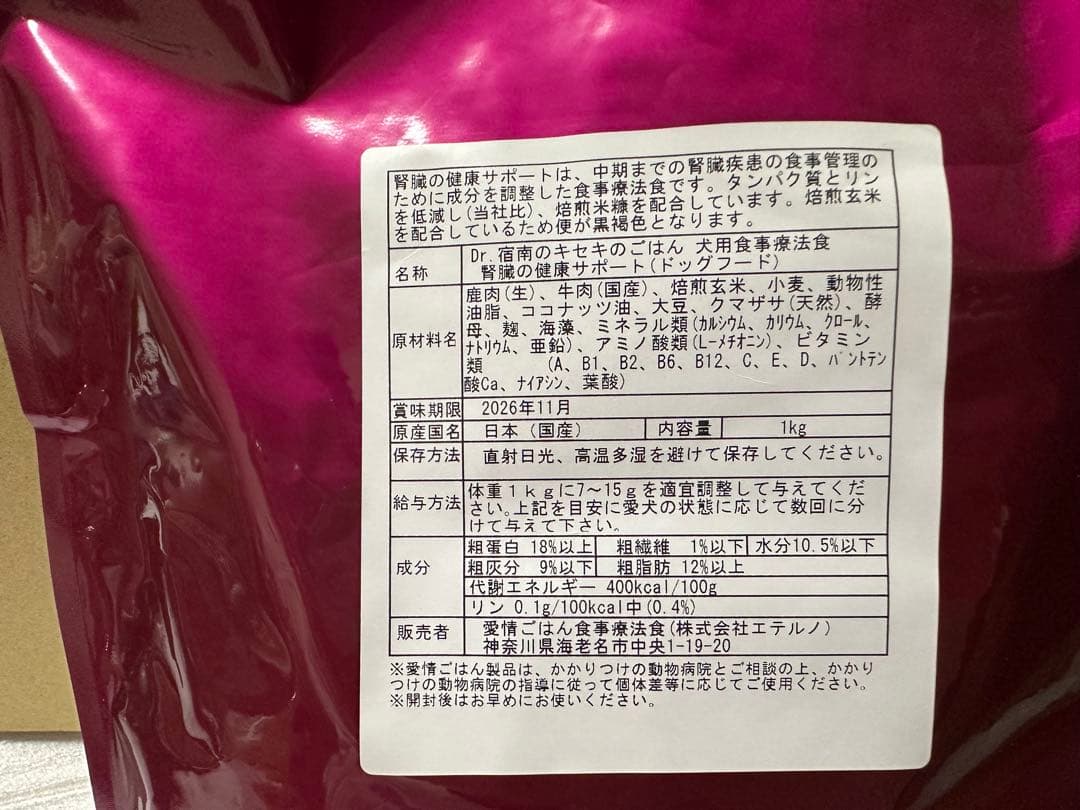 腎臓の健康サポートは、中期までの腎臓疾患の食事管理の
ために成分を調整した食事療法食です。タンパク質とリン
を低減し(当社比)、焙煎米糠を配合しています。焙煎玄米
を配合しているため便が黒褐色となります。
名称
Dr.宿南のキセキのごはん 犬用食事療法食
腎臓の健康サポート(ドッグフード)
原材料名
鹿肉(生)、牛肉(国産)、焙煎玄米、小麦、動物性
油脂、ココナッツ油、大豆、クマザサ(天然)、酵
母、麹、海藻、ミネラル類(カルシウム、カリウム、クロール、
ナトリウム、亜鉛)、アミノ酸類(L-メチオニン)、ビタミン
類 (A、B1、B2、B6、B12、C、E、D、パントテン
酸Ca、ナイアシン、葉酸)
賞味期限 2026年11月
原産国名 日本(国産) 内容量 1kg
保存方法 直射日光、高温多湿を避けて保存してください。
給与方法
体重1kgに7~15gを適宜調整して与えてくだ
さい。上記を目安に愛犬の状態に応じて数回に分
けて与えて下さい。
成分
粗蛋白 18%以上 粗繊維 1%以下 水分10.5%以下
粗灰分 9%以下 粗脂肪 12%以上
代謝エネルギー 400kcal/100g
リン 0.1g/100kcal中(0.4%)
販売者
愛情ごはん食事療法食(株式会社エテルノ)
神奈川県海老名市中央1-19-20
※愛情ごはん製品は、かかりつけの動物病院とご相談の上、かかり
つけの動物病院の指導に従って個体差等に応じてご使用ください。
※開封後はお早めにお使いください。